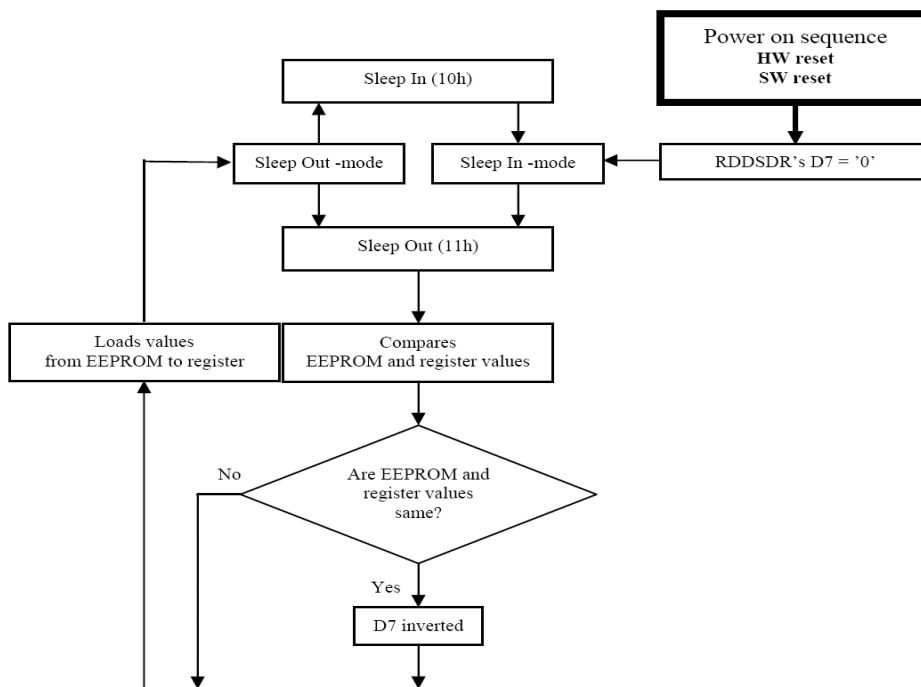 Power on sequence
HW reset
SW reset
Sleep In (10h)
Sleep Out -mode
Sleep In -mode
RDDSDR's D7 = '0'
Sleep Out (11h)
Loads values
from EEPROM to register
Compares
EEPROM and register values
No
Are EEPROM and
register values
same?
Yes
D7 inverted